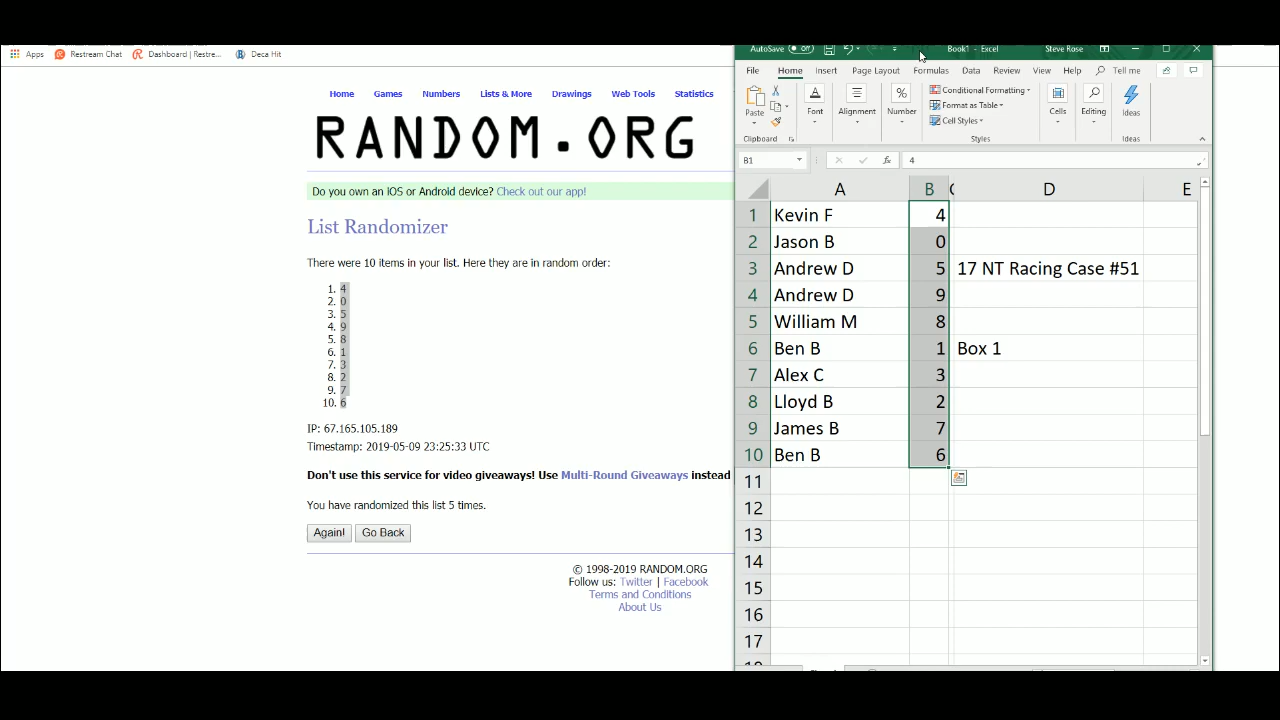 Apps Restream Chat Dashboard | Restre... Deca Hit
Home Games Numbers Lists & More Drawings Web Tools Statistics
RANDOM.ORG
Do you own an iOS or Android device? Check out our app!
List Randomizer
There were 10 items in your list. Here they are in random order:
1. 4
2. 0
3. 5
4. 9
5. 8
6. 1
7. 3
8. 2
9. 7
10. 6
IP: 67.165.105.189
Timestamp: 2019-05-09 23:25:33 UTC
Don't use this service for video giveaways! Use Multi-Round Giveaways instead
You have randomized this list 5 times.
Again! Go Back
© 1998-2019 RANDOM.ORG
Follow us: Twitter | Facebook
Terms and Conditions
About Us
AutoSave Off Book1 - Excel Steve Rose
File Home Insert Page Layout Formulas Data Review View Help Tell me
Paste Font Alignment Number Conditional Formatting Format as Table Cell Styles Cells Editing Ideas
Clipboard Styles Ideas
B1 fx 4
A B C D E
1 Kevin F 4
2 Jason B 0
3 Andrew D 5 17 NT Racing Case #51
4 Andrew D 9
5 William M 8
6 Ben B 1 Box 1
7 Alex C 3
8 Lloyd B 2
9 James B 7
10 Ben B 6
11
12
13
14
15
16
17